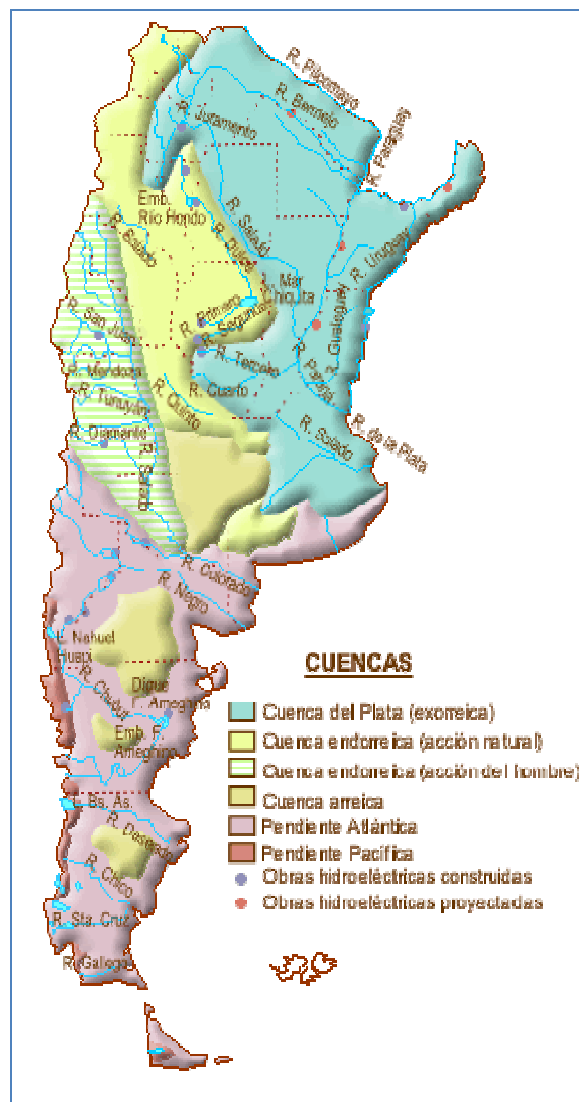 R. Pilcomayo
R. Bermejo
R. Paraguay
R. Juramento
Emb.
Río Hondo
R. Salado
R. Dulce
R. Salado
Mar
Chiquita
R. Uruguay
R. Primero
R. Segundo
R. San Juan
R. Tercero
R. Paraná
R. Gualeguay
R. Mendoza
R. Cuarto
R. Tunuyán
R. Quinto
R. Diamante
R. Salado
R. de la Plata
R. Colorado
R. Negro
L. Nahuel
Huapi
R. Chubut
Dique
F. Ameghino
Emb. F.
Ameghino
L. Bs. As.
R. Deseado
R. Chico
R. Sta. Cruz
R. Gallego
CUENCAS
Cuenca del Plata (exorreica)
Cuenca endorreica (acción natural)
Cuenca endorreica (acción del hombre)
Cuenca arreica
Pendiente Atlántica
Pendiente Pacífica
Obras hidroeléctricas construidas
Obras hidroeléctricas proyectadas